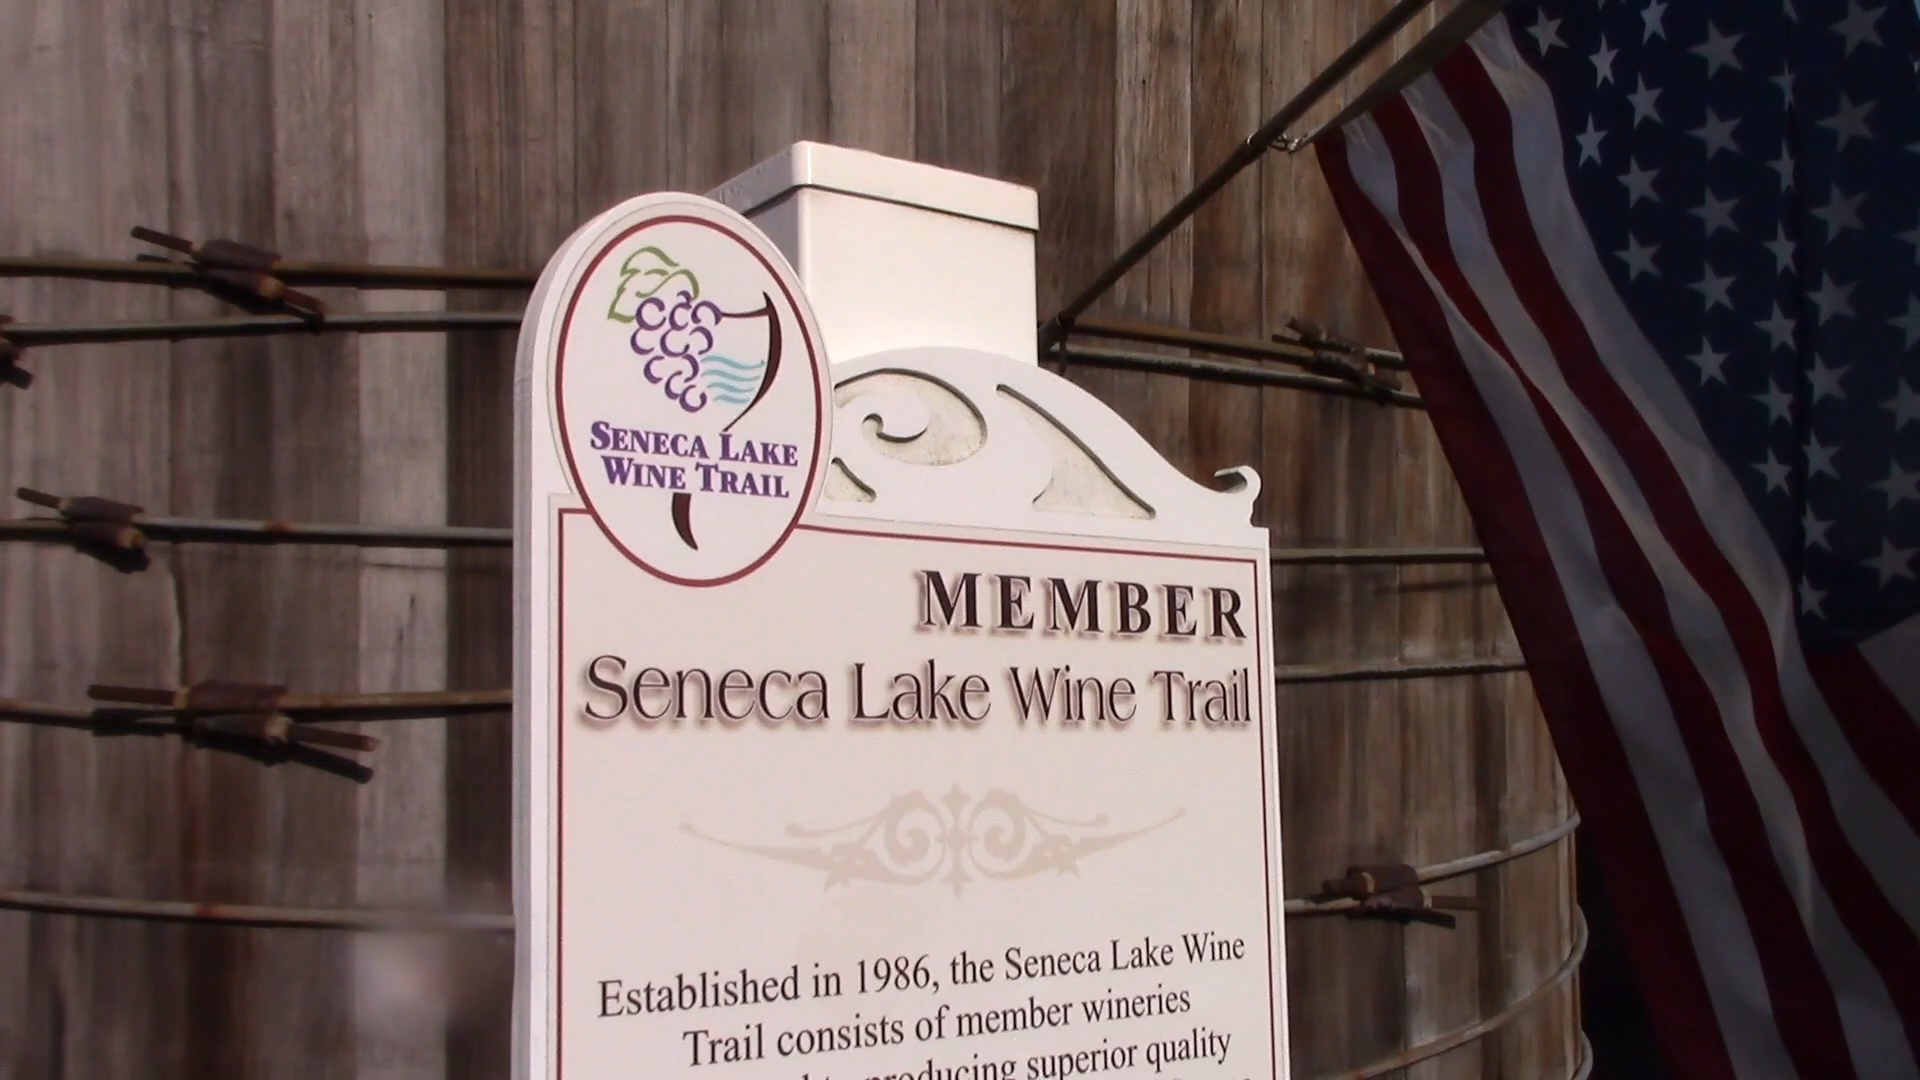 SENECA LAKE
WINE TRAIL
MEMBER
Seneca Lake Wine Trail
Established in 1986, the Seneca Lake Wine
Trail consists of member wineries
producing superior quality